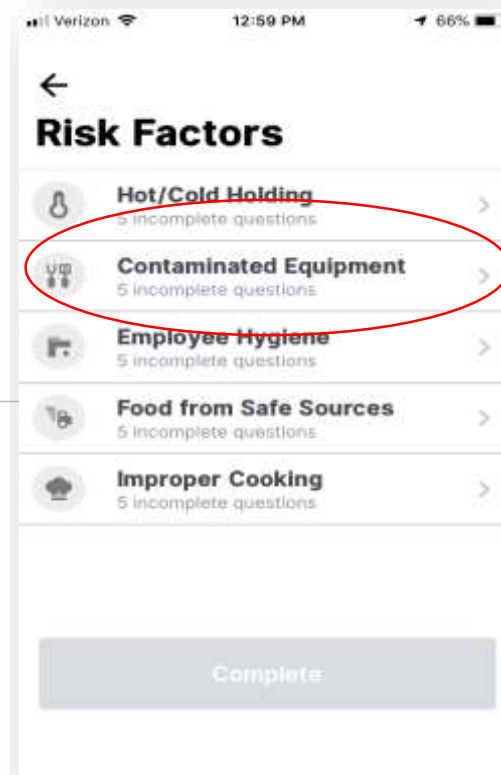 Verizon 12:59 PM 66%
Risk Factors
Hot/Cold Holding
5 incomplete questions
Contaminated Equipment
5 incomplete questions
Employee Hygiene
5 incomplete questions
Food from Safe Sources
5 incomplete questions
Improper Cooking
5 incomplete questions
Complete